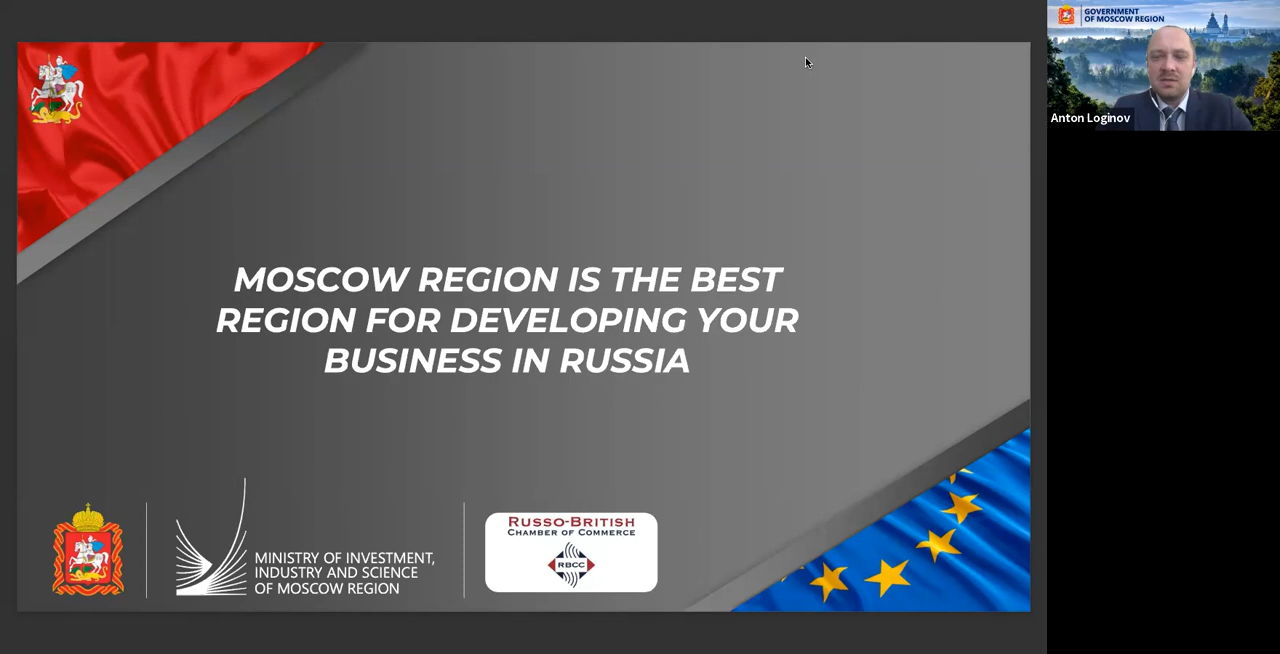 GOVERNMENT
OF MOSCOW REGION
Anton Loginov
MOSCOW REGION IS THE BEST
REGION FOR DEVELOPING YOUR
BUSINESS IN RUSSIA
MINISTRY OF INVESTMENT,
INDUSTRY AND SCIENCE
OF MOSCOW REGION
RUSSO-BRITISH
CHAMBER OF COMMERCE
RBCC